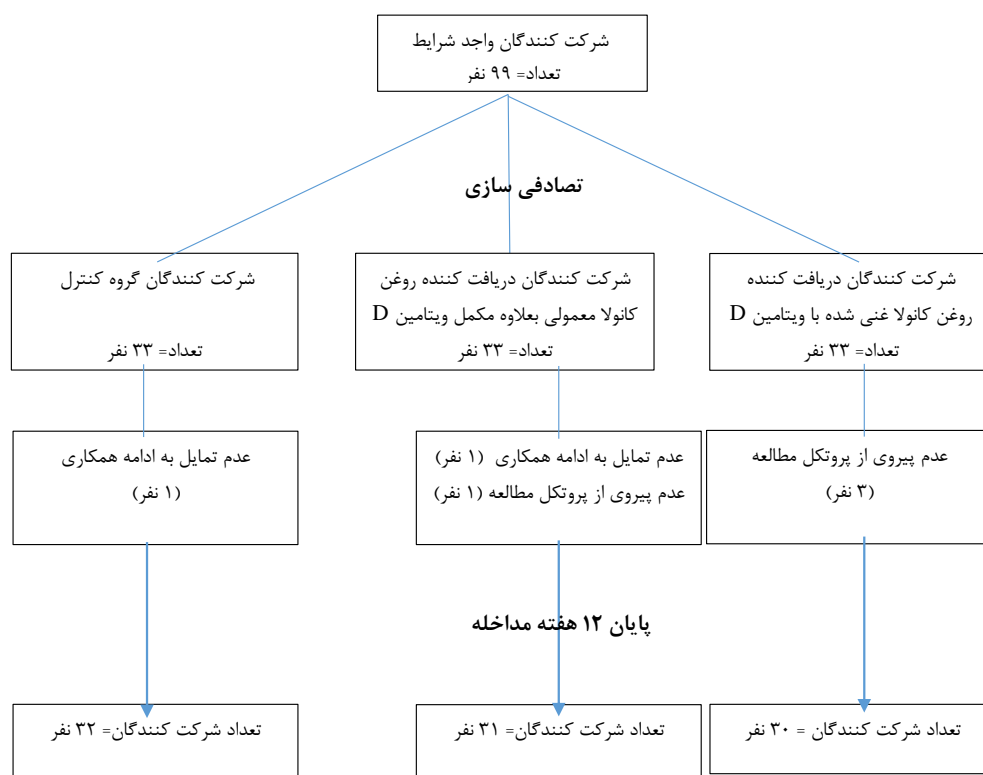 شرکت کنندگان واجد شرایط
تعداد= ۹۹ نفر
تصادفی سازی
شرکت کنندگان دریافت کننده
روغن کانولا غنی شده با ویتامین D
تعداد= ۳۳ نفر
شرکت کنندگان دریافت کننده روغن
کانولا معمولی بعلاوه مکمل ویتامین D
تعداد= ۳۳ نفر
شرکت کنندگان گروه کنترل
تعداد= ۳۳ نفر
عدم پیروی از پروتکل مطالعه
(۳ نفر)
عدم تمایل به ادامه همکاری (۱ نفر)
عدم پیروی از پروتکل مطالعه (۱ نفر)
عدم تمایل به ادامه همکاری
(۱ نفر)
پایان ۱۲ هفته مداخله
تعداد شرکت کنندگان = ۳۰ نفر
تعداد شرکت کنندگان= ۳۱ نفر
تعداد شرکت کنندگان= ۳۲ نفر